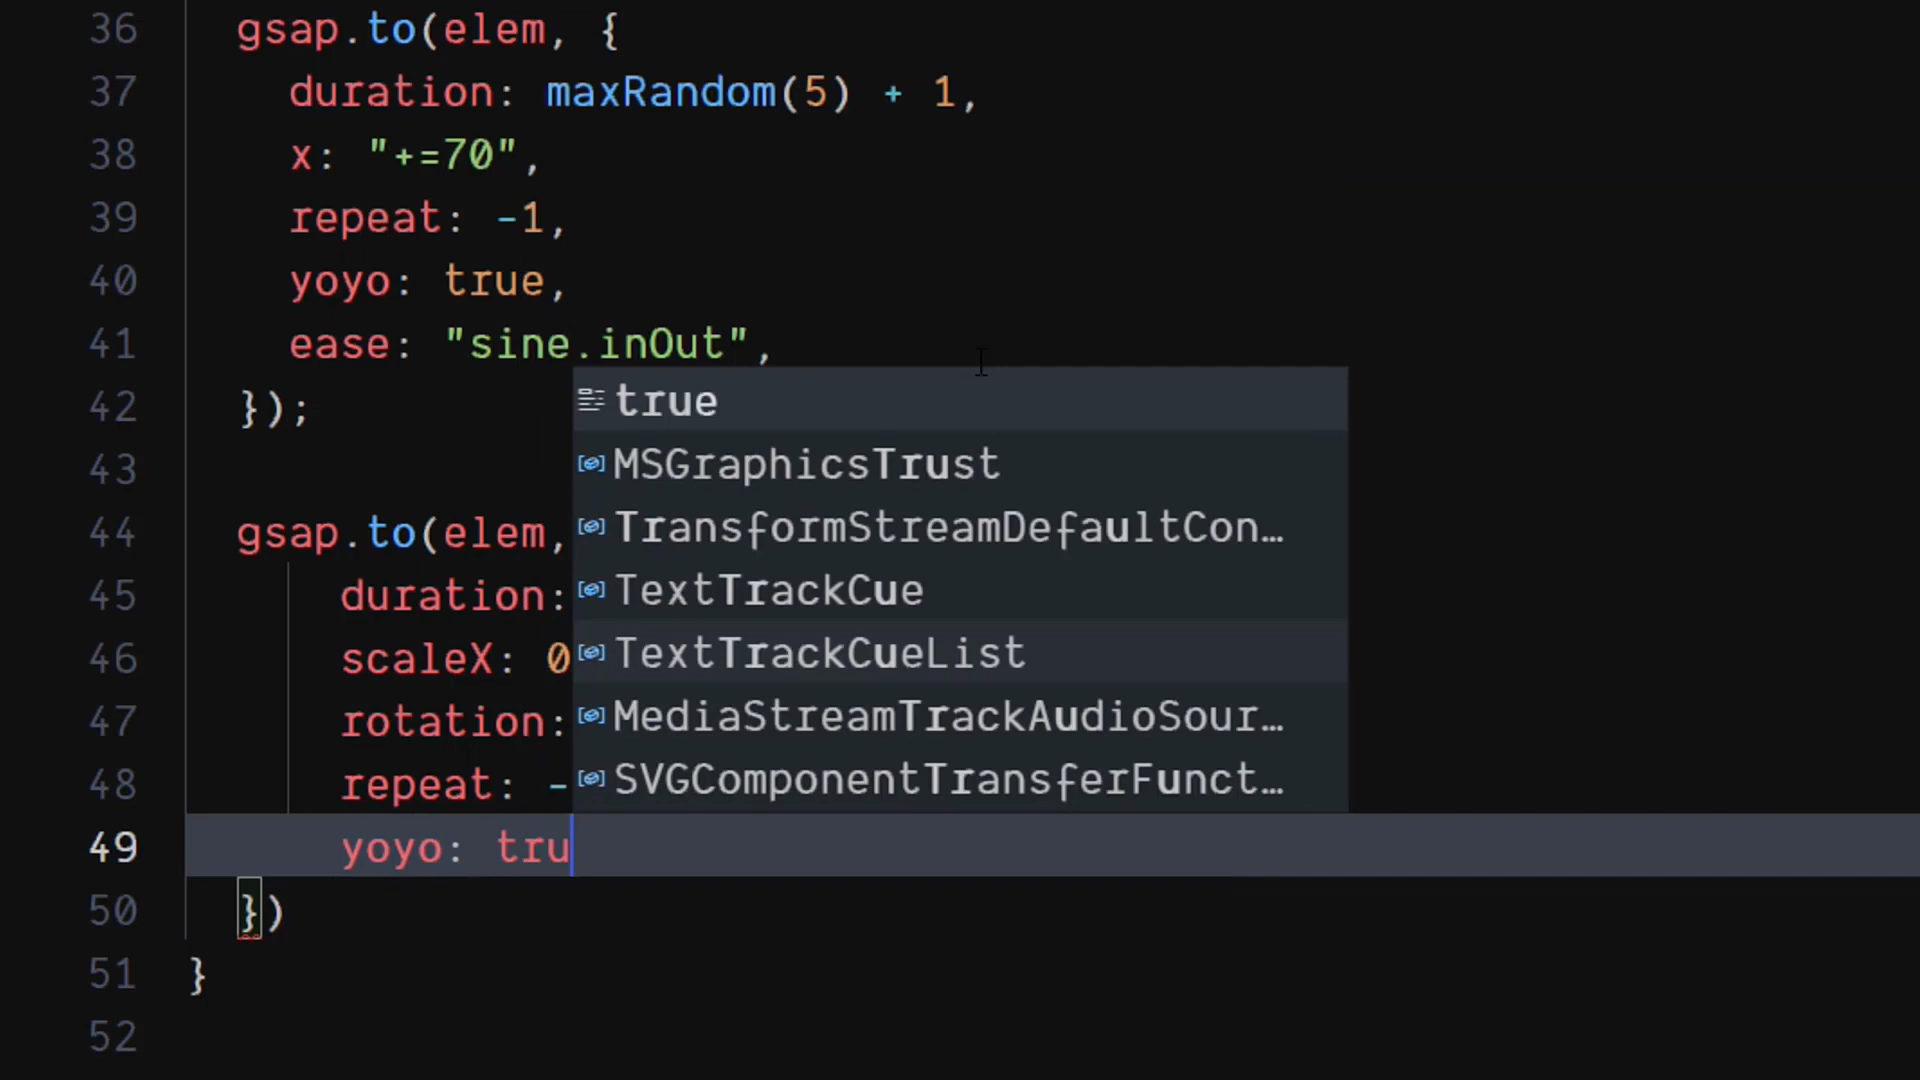 36 gsap.to(elem, {
37 duration: maxRandom(5) + 1,
38 x: "+=70",
39 repeat: -1,
40 yoyo: true,
41 ease: "sine.inOut",
42 });
43
44 gsap.to(elem,
45 duration:
46 scaleX: 0
47 rotation:
48 repeat: -
49 yoyo: tru
50 })
51 }
52
true
MSGraphicsTrust
TransformStreamDefaultCon…
TextTrackCue
TextTrackCueList
MediaStreamTrackAudioSour…
SVGComponentTransferFunct…